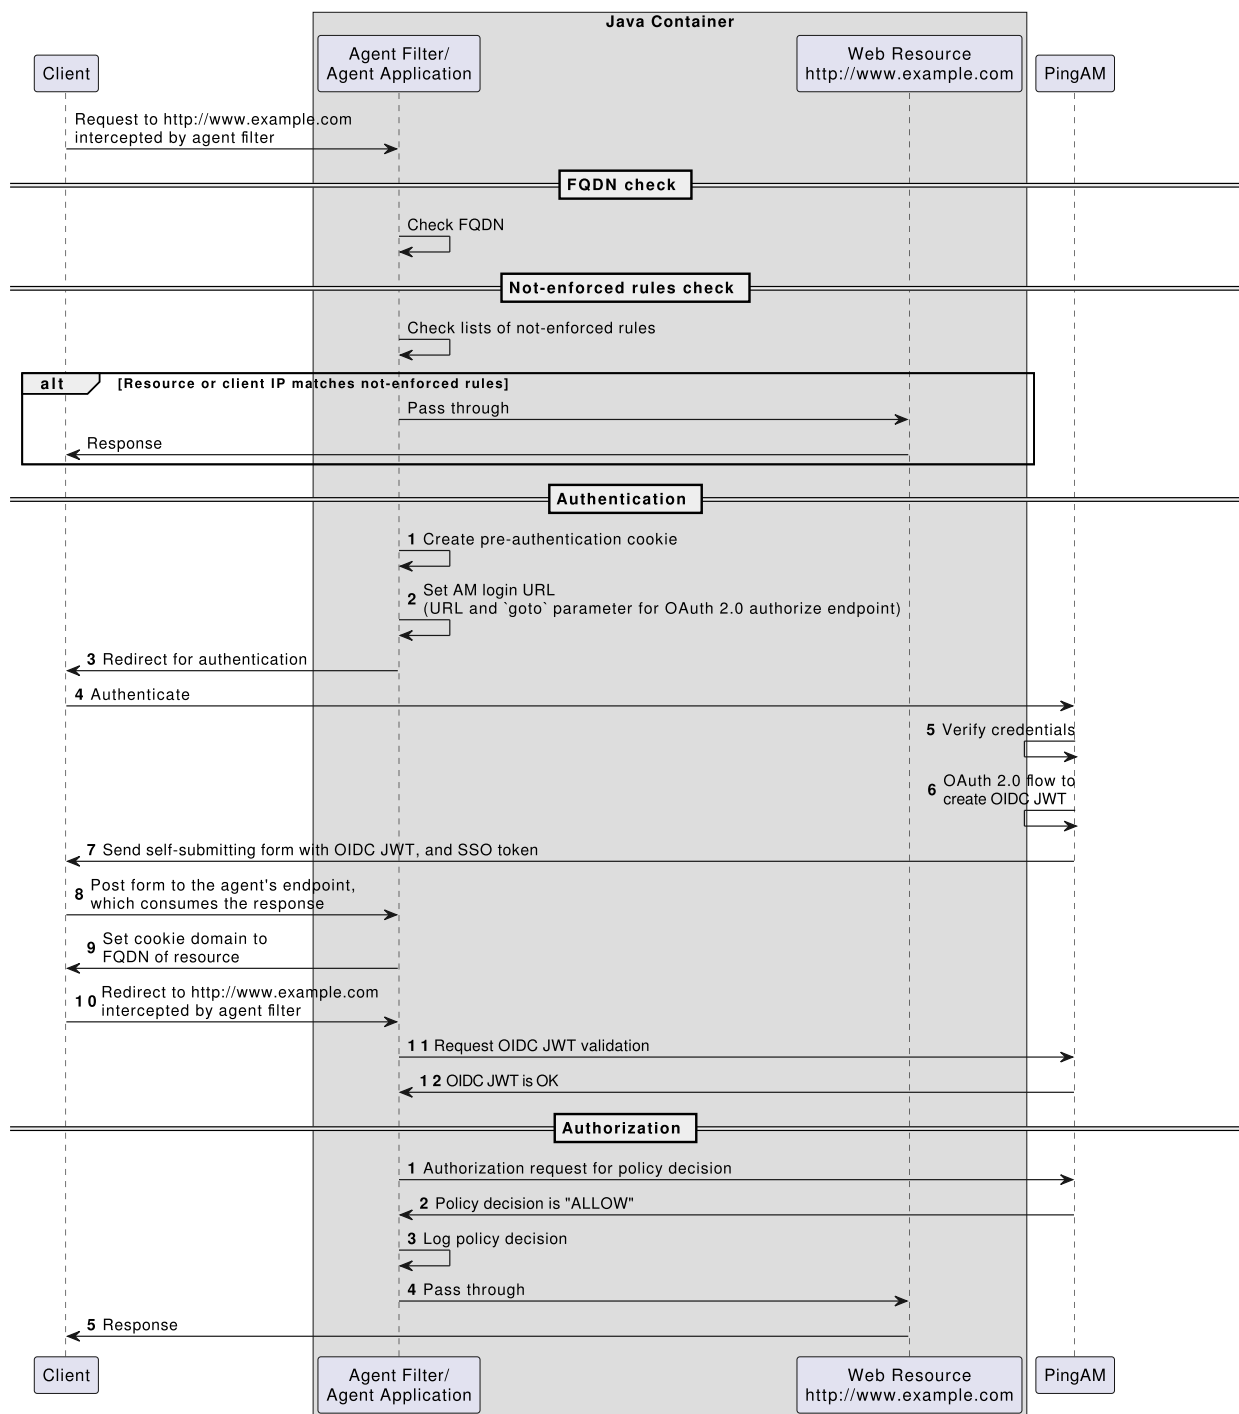 Java Container
Client
Agent Filter/
Agent Application
Web Resource
http://www.example.com
PingAM
Request to http://www.example.com
intercepted by agent filter
FQDN check
Check FQDN
Not-enforced rules check
Check lists of not-enforced rules
alt [Resource or client IP matches not-enforced rules]
Pass through
Response
Authentication
1 Create pre-authentication cookie
2 Set AM login URL
(URL and `goto` parameter for OAuth 2.0 authorize endpoint)
3 Redirect for authentication
4 Authenticate
5 Verify credentials
6 OAuth 2.0 flow to
create OIDC JWT
7 Send self-submitting form with OIDC JWT, and SSO token
8 Post form to the agent's endpoint,
which consumes the response
9 Set cookie domain to
FQDN of resource
10 Redirect to http://www.example.com
intercepted by agent filter
11 Request OIDC JWT validation
12 OIDC JWT is OK
Authorization
1 Authorization request for policy decision
2 Policy decision is "ALLOW"
3 Log policy decision
4 Pass through
5 Response
Client
Agent Filter/
Agent Application
Web Resource
http://www.example.com
PingAM